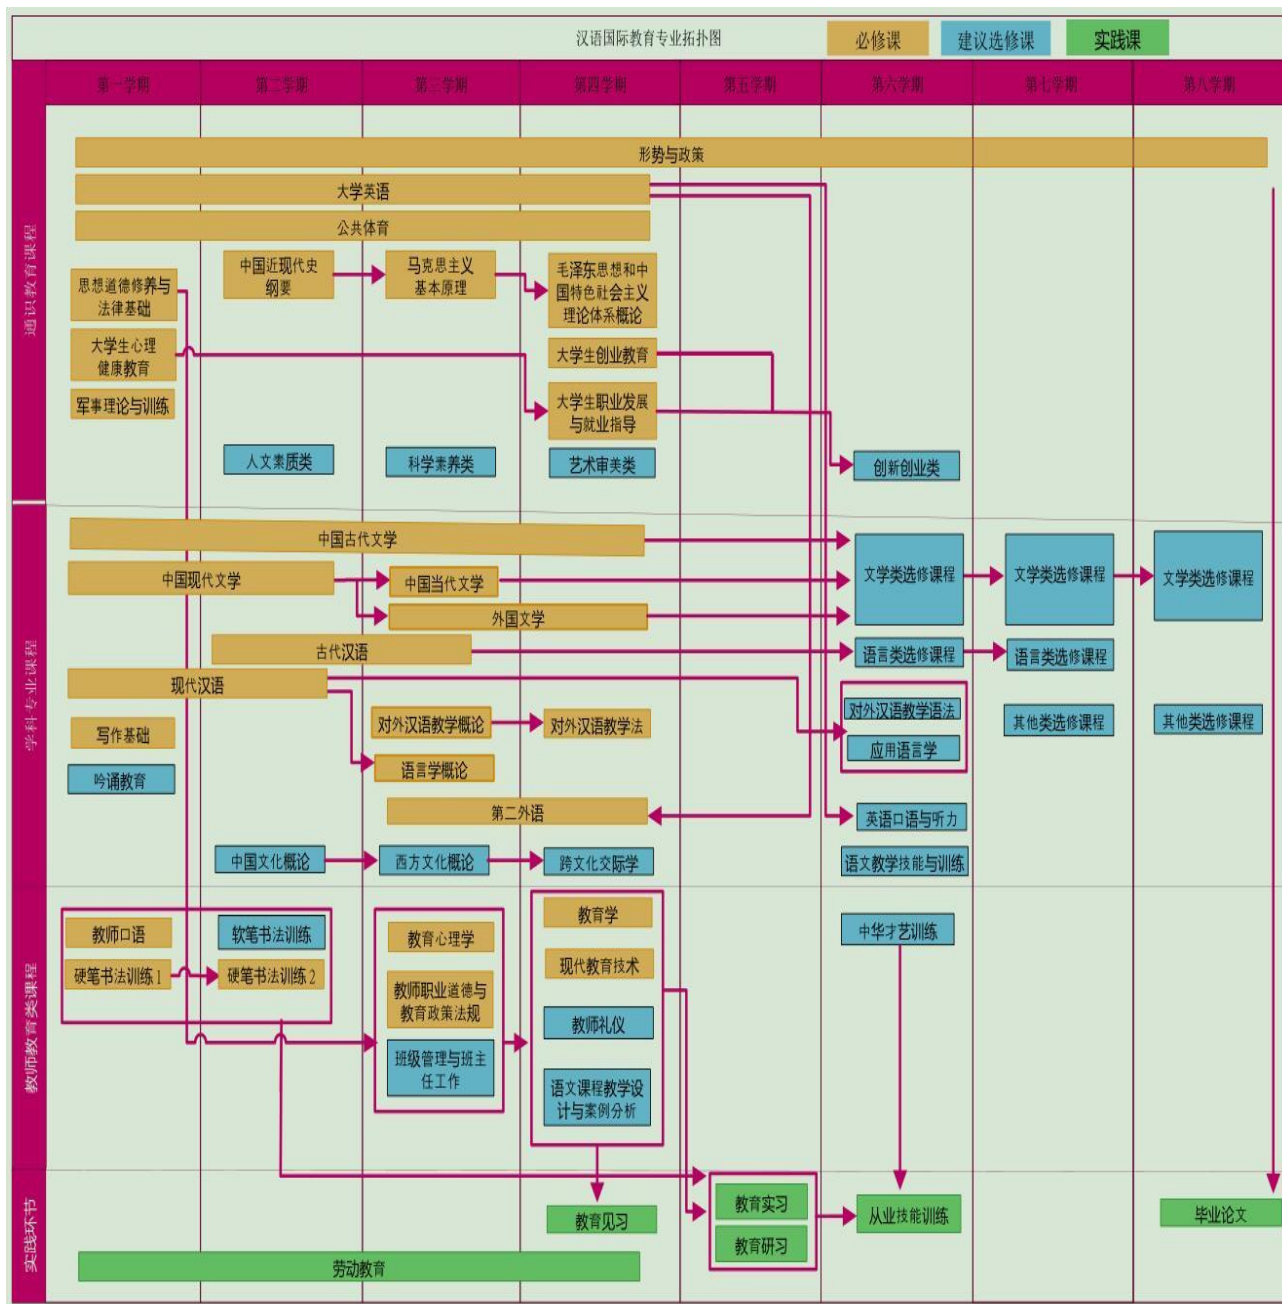 汉语国际教育专业拓扑图
必修课
建议选修课
实践课
第一学期
第二学期
第三学期
第四学期
第五学期
第六学期
第七学期
第八学期
通识教育课程
形势与政策
大学英语
公共体育
思想道德修养与
法律基础
中国近现代史
纲要
马克思主义
基本原理
毛泽东思想和中
国特色社会主义
理论体系概论
大学生心理
健康教育
大学生创业教育
军事理论与训练
大学生职业发展
与就业指导
人文素质类
科学素养类
艺术审美类
创新创业类
学科专业课程
中国古代文学
中国现代文学
中国当代文学
外国文学
文学类选修课程
文学类选修课程
文学类选修课程
古代汉语
语言类选修课程
语言类选修课程
现代汉语
写作基础
对外汉语教学概论
对外汉语教学法
对外汉语教学语法
应用语言学
其他类选修课程
其他类选修课程
吟诵教育
语言学概论
第二外语
英语口语与听力
中国文化概论
西方文化概论
跨文化交际学
语文教学技能与训练
教师教育类课程
教师口语
软笔书法训练
硬笔书法训练1
硬笔书法训练2
教育心理学
教师职业道德与
教育政策法规
班级管理与班主
任工作
教育学
现代教育技术
教师礼仪
语文课程教学设
计与案例分析
中华才艺训练
实践环节
教育见习
教育实习
教育研习
从业技能训练
毕业论文
劳动教育